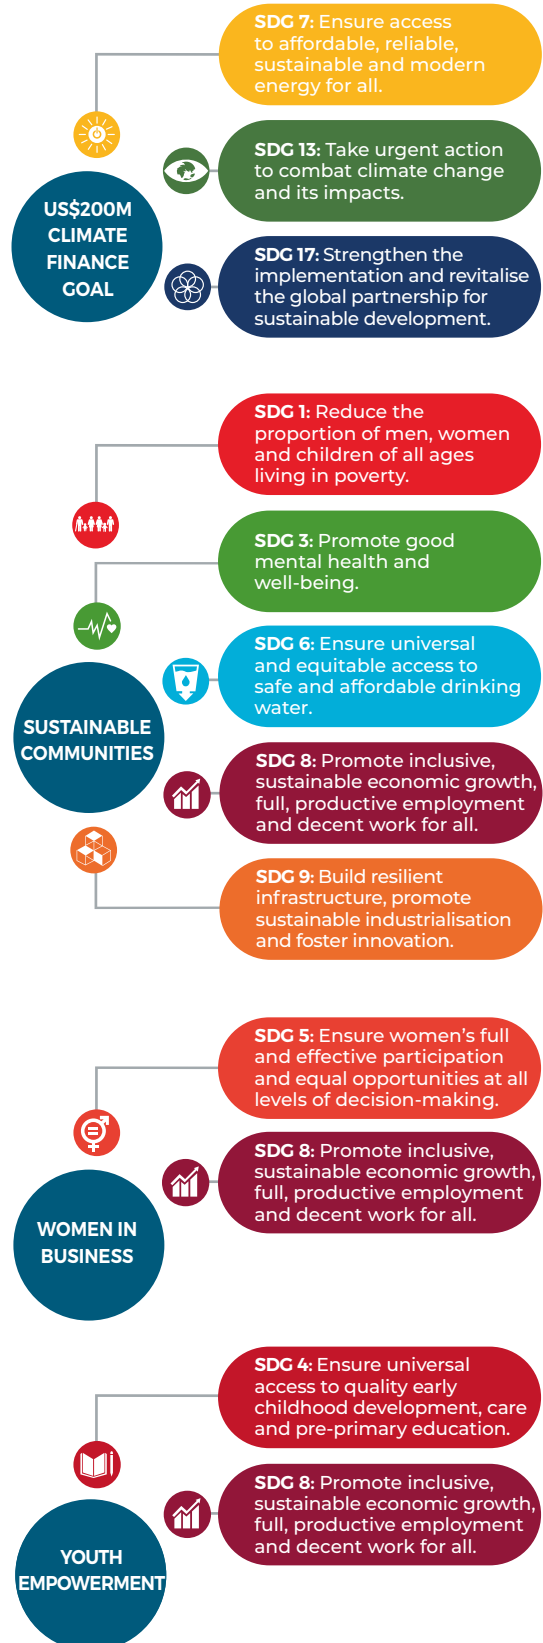 SDG 7: Ensure access
to affordable, reliable,
sustainable and modern
energy for all.
SDG 13: Take urgent action
to combat climate change
and its impacts.
US$200M
CLIMATE
FINANCE
GOAL
SDG 17: Strengthen the
implementation and revitalise
the global partnership for
sustainable development.
SDG 1: Reduce the
proportion of men, women
and children of all ages
living in poverty.
SDG 3: Promote good
mental health and
well-being.
SDG 6: Ensure universal
and equitable access to
safe and affordable drinking
water.
SUSTAINABLE
COMMUNITIES
SDG 8: Promote inclusive,
sustainable economic growth,
full, productive employment
and decent work for all.
SDG 9: Build resilient
infrastructure, promote
sustainable industrialisation
and foster innovation.
SDG 5: Ensure women’s full
and effective participation
and equal opportunities at all
levels of decision-making.
SDG 8: Promote inclusive,
sustainable economic growth,
full, productive employment
and decent work for all.
WOMEN IN
BUSINESS
SDG 4: Ensure universal
access to quality early
childhood development, care
and pre-primary education.
SDG 8: Promote inclusive,
sustainable economic growth,
full, productive employment
and decent work for all.
YOUTH
EMPOWERMENT